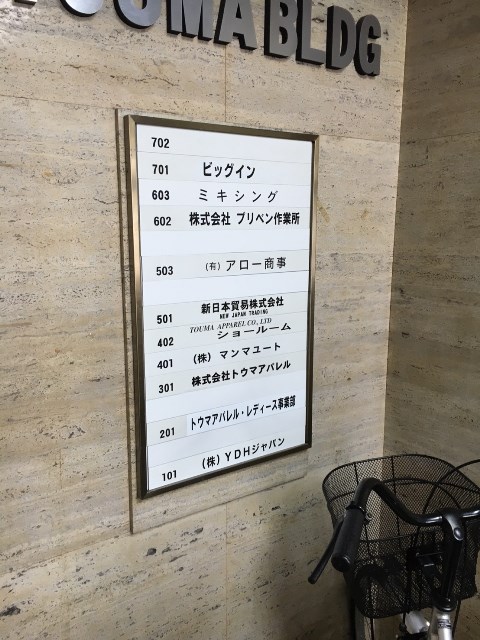 TOUMA BLDG
702
701 ビッグイン
603 ミキシング
602 株式会社 プリペン作業所
503 (有) アロー商事
501 新日本貿易株式会社
NEW JAPAN TRADING
TOUMA APPAREL CO., LTD
402 ショールーム
401 (株) マンマユート
301 株式会社トウマアパレル
201 トウマアパレル・レディース事業部
101 (株) YDHジャパン